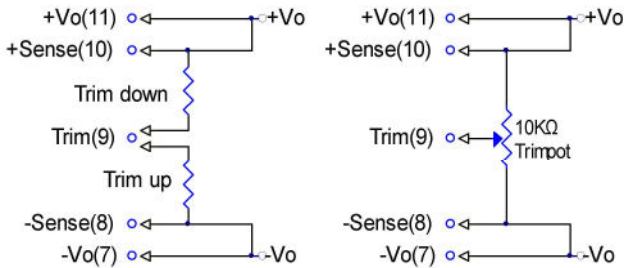 +Vo(11)
+Vo
+Sense(10)
Trim down
Trim(9)
Trim up
-Sense(8)
-Vo(7)
-Vo
+Vo(11)
+Vo
+Sense(10)
10KΩ
Trim(9)
Trimpot
-Sense(8)
-Vo(7)
-Vo